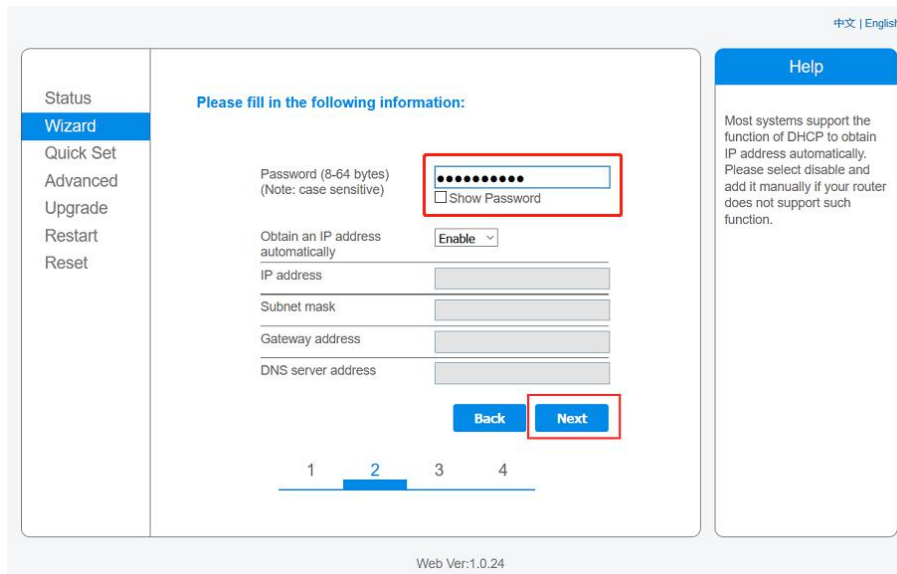 中文 | English
Help
Status
Wizard
Quick Set
Advanced
Upgrade
Restart
Reset
Please fill in the following information:
Password (8-64 bytes)
(Note: case sensitive)
●●●●●●●●●●
Show Password
Obtain an IP address
automatically
Enable
IP address
Subnet mask
Gateway address
DNS server address
Back
Next
1 2 3 4
Most systems support the
function of DHCP to obtain
IP address automatically.
Please select disable and
add it manually if your router
does not support such
function.
Web Ver:1.0.24